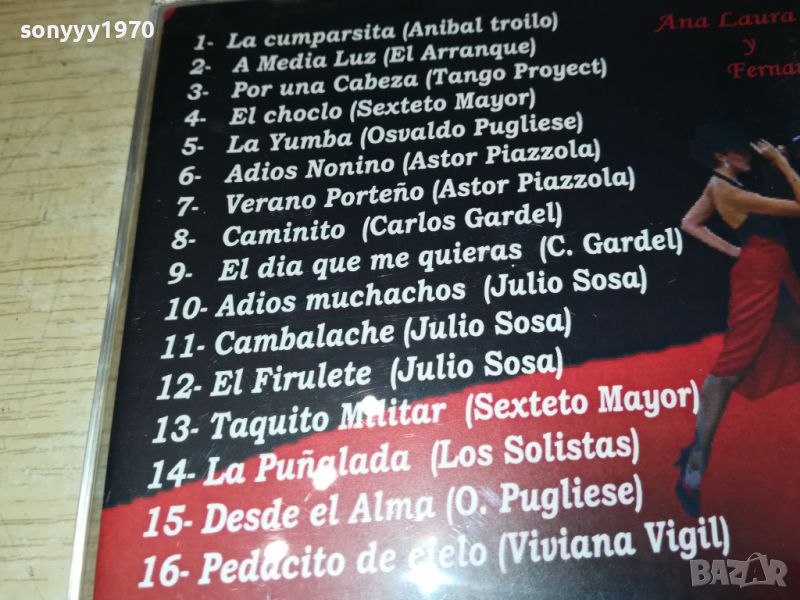 sonyyy1970
Ana Laura
y
Fernan
1- La cumparsita (Anibal troilo)
2- A Media Luz (El Arranque)
3- Por una Cabeza (Tango Proyect)
4- El choclo (Sexteto Mayor)
5- La Yumba (Osvaldo Pugliese)
6- Adios Nonino (Astor Piazzola)
7- Verano Porteño (Astor Piazzola)
8- Caminito (Carlos Gardel)
9- El dia que me quieras (C. Gardel)
10- Adios muchachos (Julio Sosa)
11- Cambalache (Julio Sosa)
12- El Firulete (Julio Sosa)
13- Taquito Militar (Sexteto Mayor)
14- La Puñalada (Los Solistas)
15- Desde el Alma (O. Pugliese)
16- Pedacito de cielo (Viviana Vigil)
BAZAR